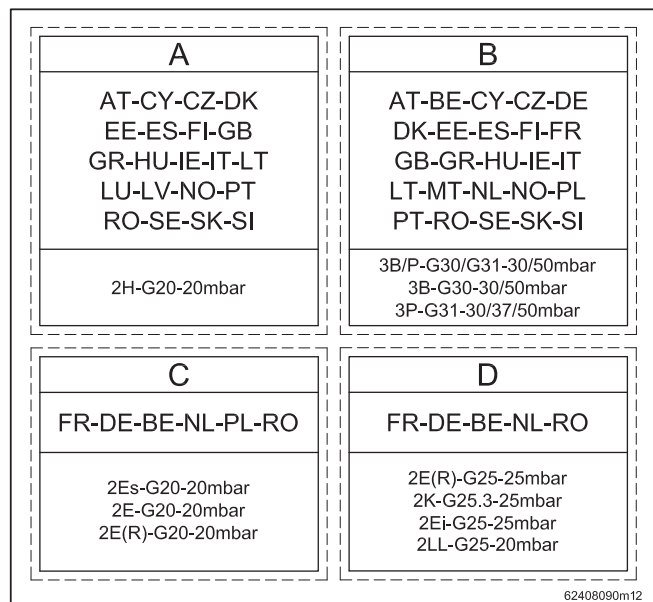 A
AT-CY-CZ-DK
EE-ES-FI-GB
GR-HU-IE-IT-LT
LU-LV-NO-PT
RO-SE-SK-SI
2H-G20-20mbar
B
AT-BE-CY-CZ-DE
DK-EE-ES-FI-FR
GB-GR-HU-IE-IT
LT-MT-NL-NO-PL
PT-RO-SE-SK-SI
3B/P-G30/G31-30/50mbar
3B-G30-30/50mbar
3P-G31-30/37/50mbar
C
FR-DE-BE-NL-PL-RO
2Es-G20-20mbar
2E-G20-20mbar
2E(R)-G20-20mbar
D
FR-DE-BE-NL-RO
2E(R)-G25-25mbar
2K-G25.3-25mbar
2Ei-G25-25mbar
2LL-G25-20mbar
62408090m12